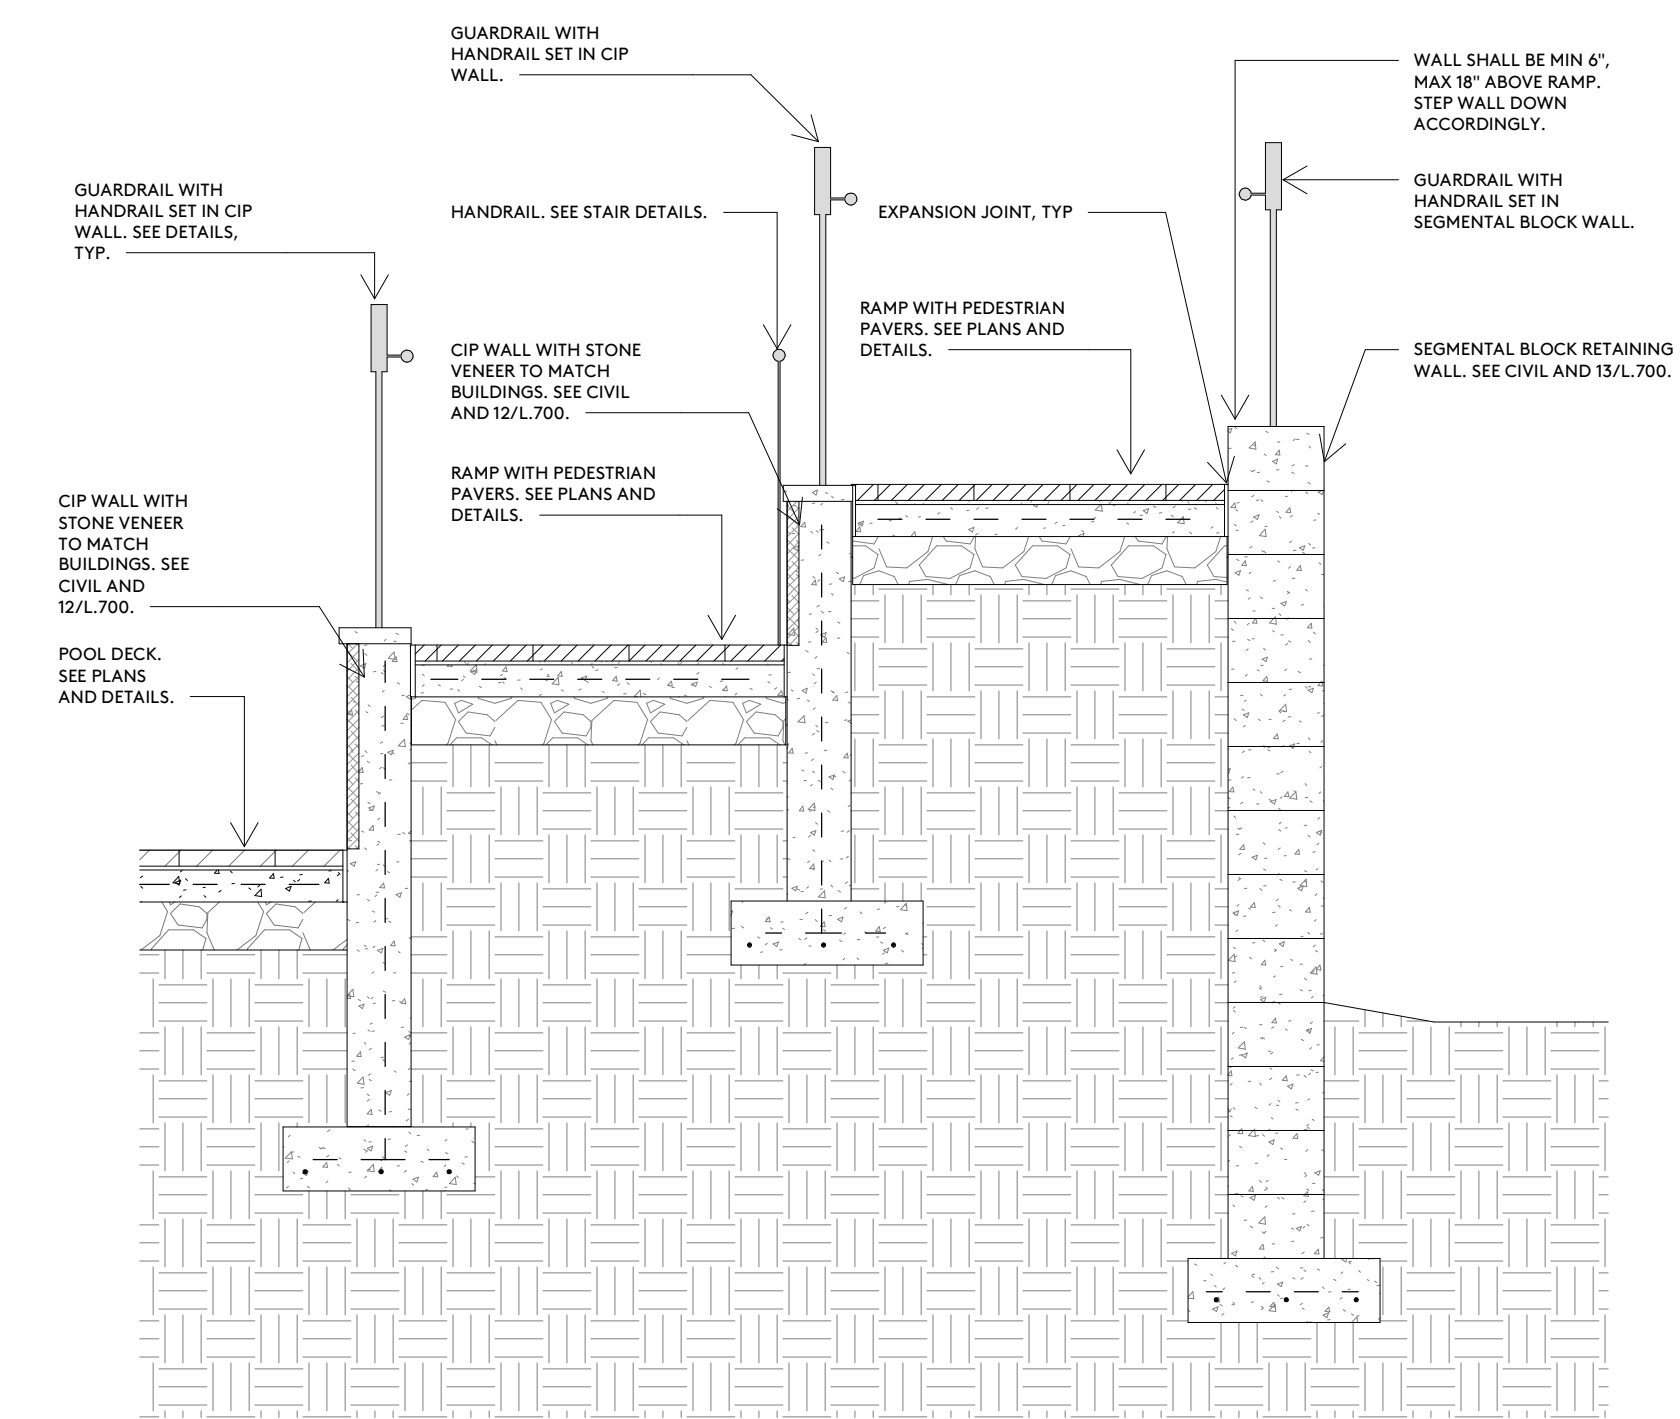 GUARDRAIL WITH
HANDRAIL SET IN CIP
WALL.
WALL SHALL BE MIN 6",
MAX 18" ABOVE RAMP.
STEP WALL DOWN
ACCORDINGLY.
GUARDRAIL WITH
HANDRAIL SET IN CIP
WALL. SEE DETAILS,
TYP.
HANDRAIL. SEE STAIR DETAILS.
EXPANSION JOINT, TYP
GUARDRAIL WITH
HANDRAIL SET IN
SEGMENTAL BLOCK WALL.
RAMP WITH PEDESTRIAN
PAVERS. SEE PLANS AND
DETAILS.
CIP WALL WITH STONE
VENEER TO MATCH
BUILDINGS. SEE CIVIL
AND 12/L.700.
SEGMENTAL BLOCK RETAINING
WALL. SEE CIVIL AND 13/L.700.
RAMP WITH PEDESTRIAN
PAVERS. SEE PLANS AND
DETAILS.
CIP WALL WITH
STONE VENEER
TO MATCH
BUILDINGS. SEE
CIVIL AND
12/L.700.
POOL DECK.
SEE PLANS
AND DETAILS.